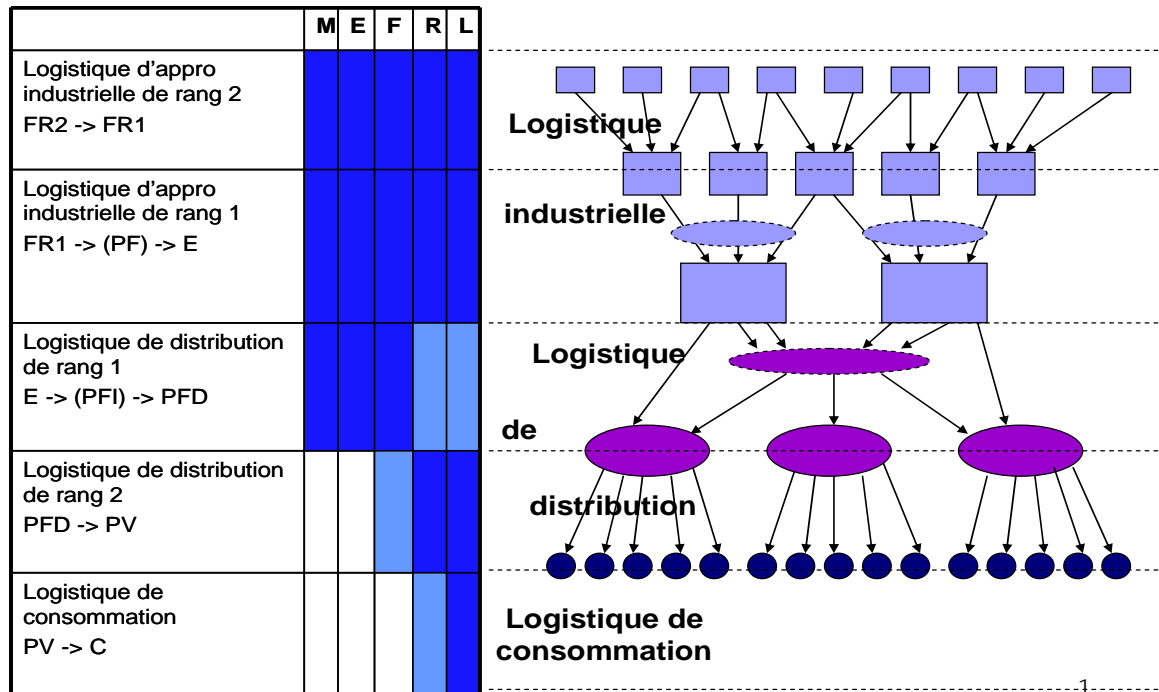 M E F R L
Logistique d'appro
industrielle de rang 2
FR2 -> FR1
Logistique d'appro
industrielle de rang 1
FR1 -> (PF) -> E
Logistique de distribution
de rang 1
E -> (PFI) -> PFD
Logistique de distribution
de rang 2
PFD -> PV
Logistique de
consommation
PV -> C
Logistique
industrielle
Logistique
de
distribution
Logistique de
consommation
1